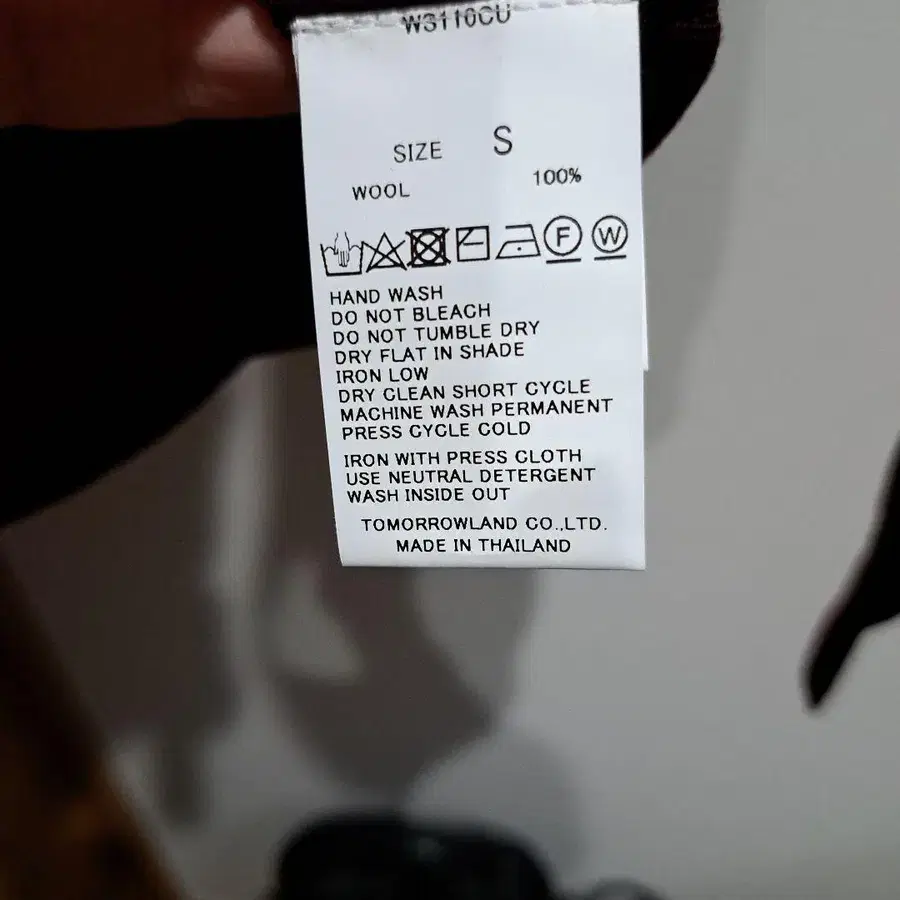 W3110CU
SIZE S
WOOL 100%
F W
HAND WASH
DO NOT BLEACH
DO NOT TUMBLE DRY
DRY FLAT IN SHADE
IRON LOW
DRY CLEAN SHORT CYCLE
MACHINE WASH PERMANENT
PRESS CYCLE COLD
IRON WITH PRESS CLOTH
USE NEUTRAL DETERGENT
WASH INSIDE OUT
TOMORROWLAND CO.,LTD.
MADE IN THAILAND